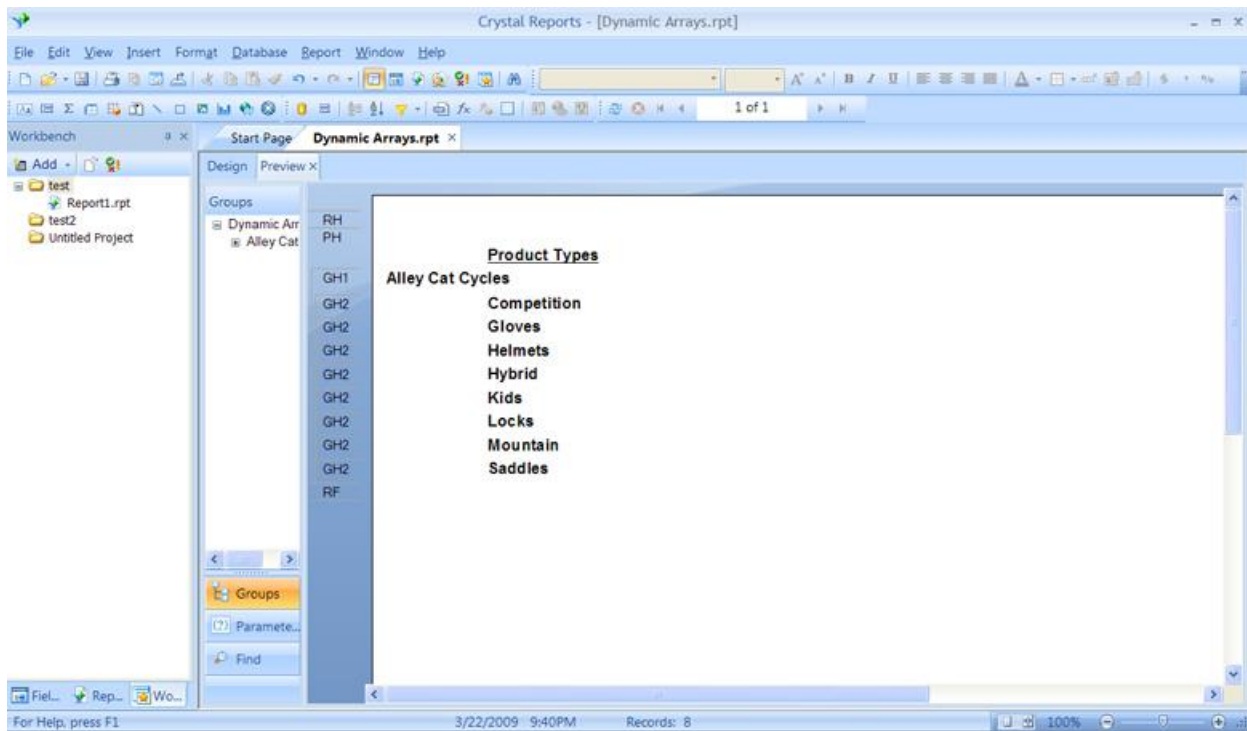 Crystal Reports - [Dynamic Arrays.rpt]
File Edit View Insert Format Database Report Window Help
1 of 1
Workbench
Start Page Dynamic Arrays.rpt
Add
Design Preview
test
Report1.rpt
test2
Untitled Project
Groups
Dynamic Arr
Alley Cat
RH
PH
Product Types
GH1 Alley Cat Cycles
GH2 Competition
GH2 Gloves
GH2 Helmets
GH2 Hybrid
GH2 Kids
GH2 Locks
GH2 Mountain
GH2 Saddles
RF
Groups
Paramete...
Find
Fiel... Rep... Wo...
For Help, press F1 3/22/2009 9:40PM Records: 8 100%